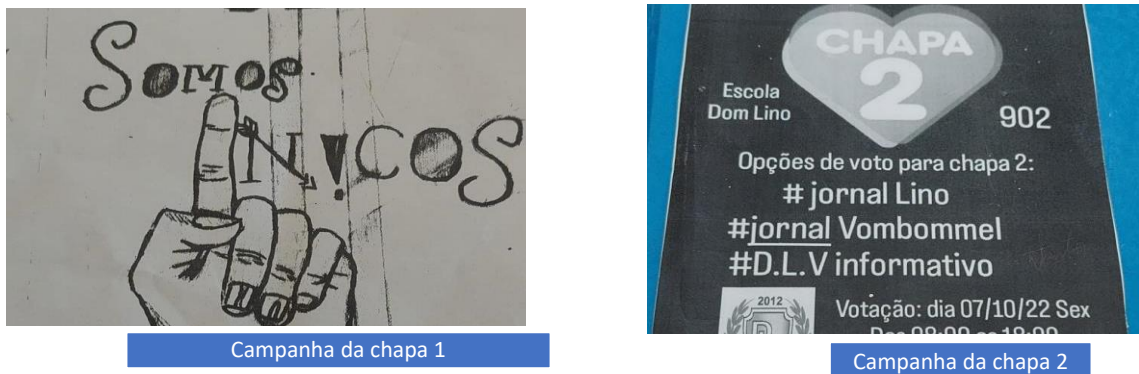 Somos
N!COS
Campanha da chapa 1
CHAPA
2
Escola
Dom Lino
902
Opções de voto para chapa 2:
# jornal Lino
#jornal Vombommel
#D.L.V informativo
2012
Votação: dia 07/10/22 Sex
Campanha da chapa 2